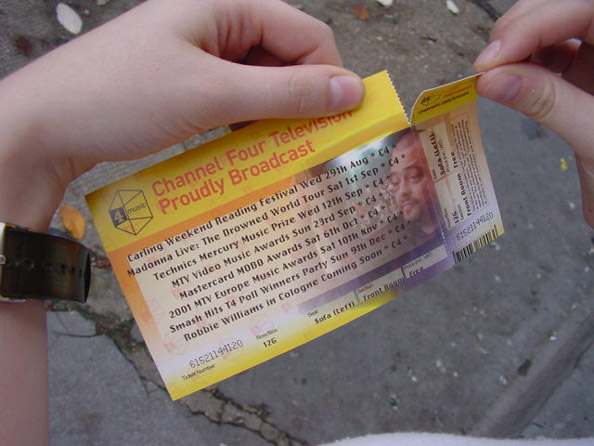 Channel Four Television
Proudly Broadcast
4
music
Carling Weekend Reading Festival Wed 29th Aug * C4 *
Madonna Live: The Drowned World Tour Sat 1st Sep * C4 *
Technics Mercury Music Prize Wed 12th Sep * C4 *
MTV Video Music Awards Sun 23rd Sep * C4 *
Mastercard MOBO Awards Sat 6th Oct * C4 *
2001 MTV Europe Music Awards Sat 10th Nov * C4 *
Smash Hits T4 Poll Winners Party Sun 9th Dec * C4 *
Robbie Williams in Cologne Coming Soon * C4 *
61521144120
Ticket Number
Row/Box
12G
Seat
Sofa (Left)
Section
Front Room
Free
Sofa (Left)
12G
Front Room
Free
61521144120